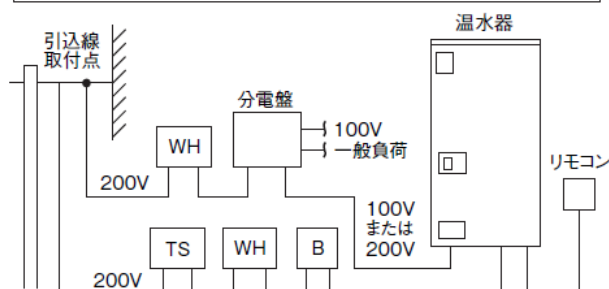 温水器
引込線
取付点
分電盤
100V
一般負荷
WH
リモコン
200V
100V
または
200V
TS
WH
B
200V